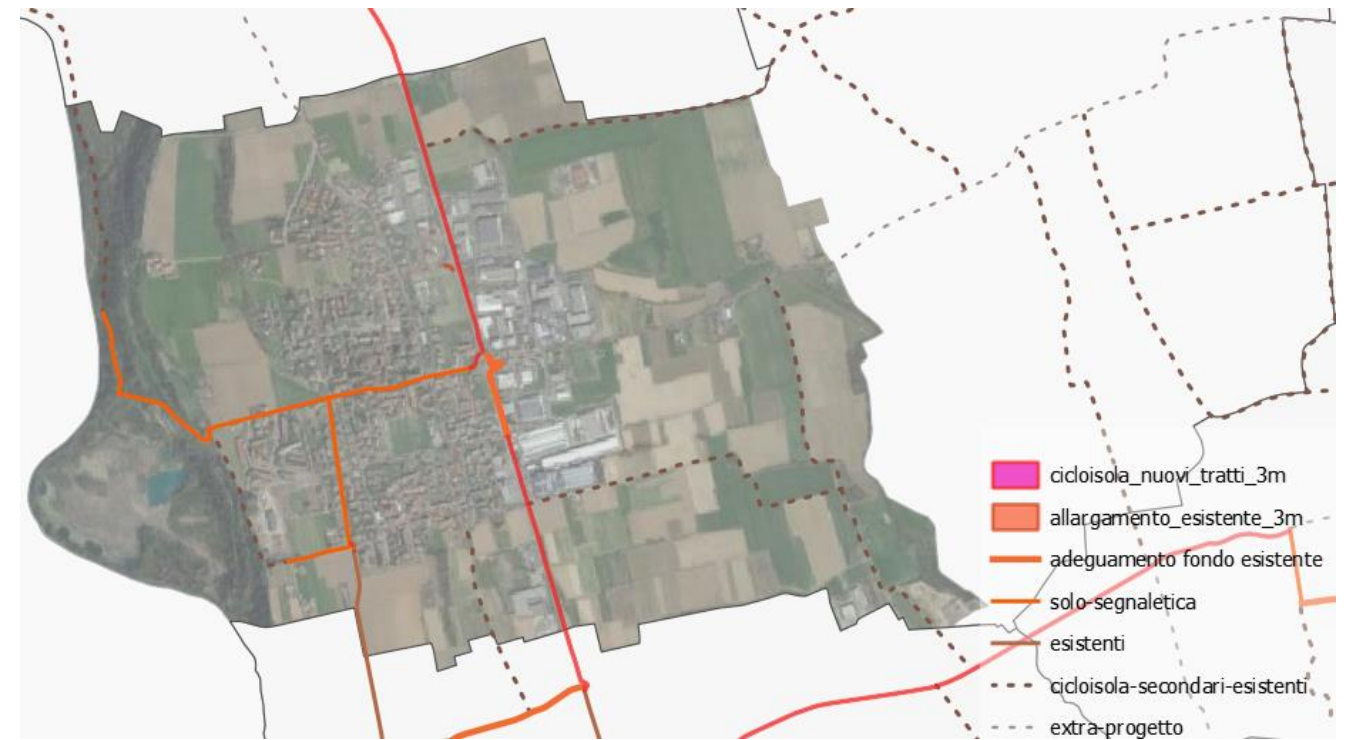 cicloisola_nuovi_tratti_3m
allargamento_esistente_3m
adeguamento fondo esistente
solo-segnaletica
esistenti
cicloisola-secondari-esistenti
extra-progetto